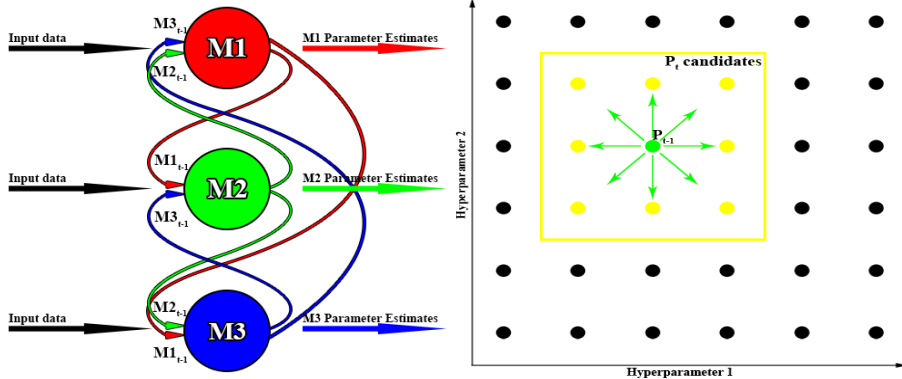 M3t-1
Input data
M1
M1 Parameter Estimates
M2t-1
M1t-1
Input data
M2
M2 Parameter Estimates
M3t-1
M2t-1
Input data
M3
M3 Parameter Estimates
M1t-1
Pt candidates
Pt-1
Hyperparameter 2
Hyperparameter 1